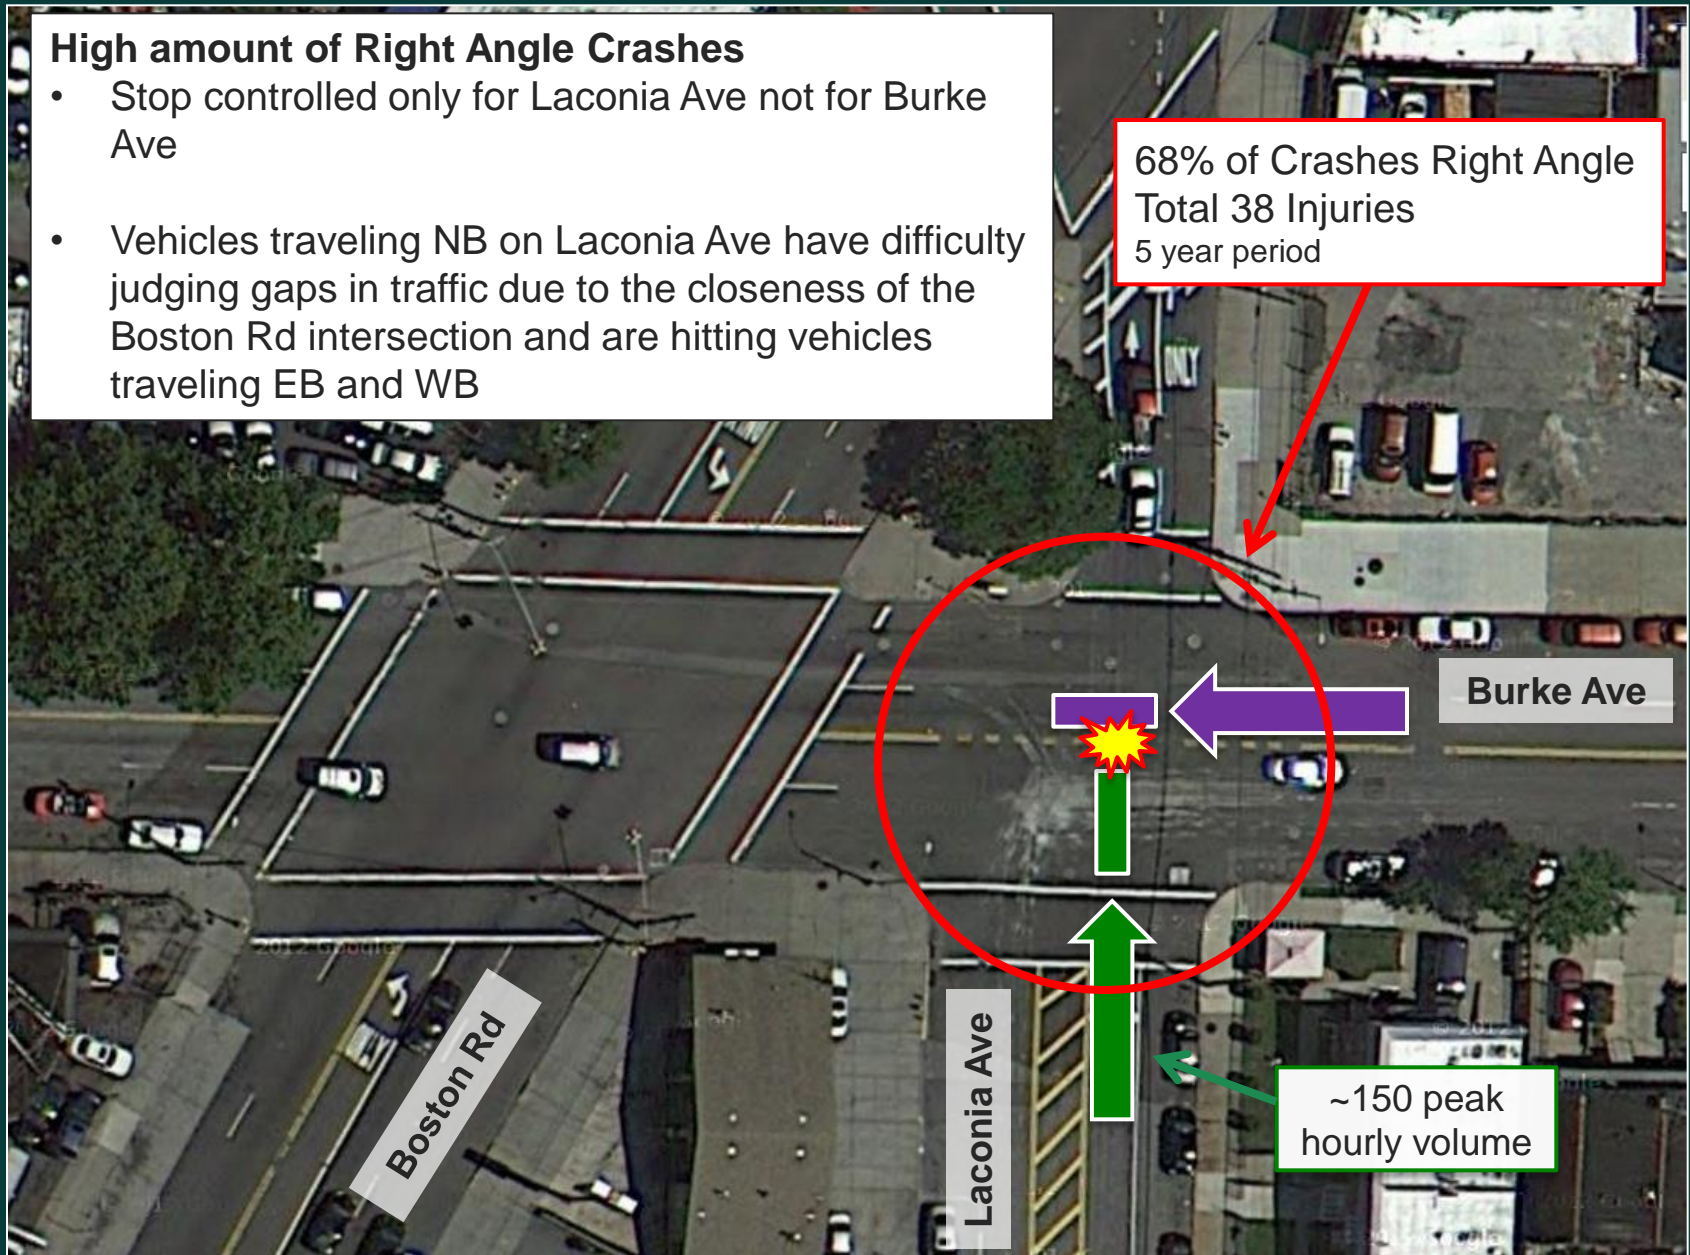 High amount of Right Angle Crashes
• Stop controlled only for Laconia Ave not for Burke
Ave
• Vehicles traveling NB on Laconia Ave have difficulty
judging gaps in traffic due to the closeness of the
Boston Rd intersection and are hitting vehicles
traveling EB and WB
68% of Crashes Right Angle
Total 38 Injuries
5 year period
ONLY
Burke Ave
2012 Google
Boston Rd
Laconia Ave
~150 peak
hourly volume